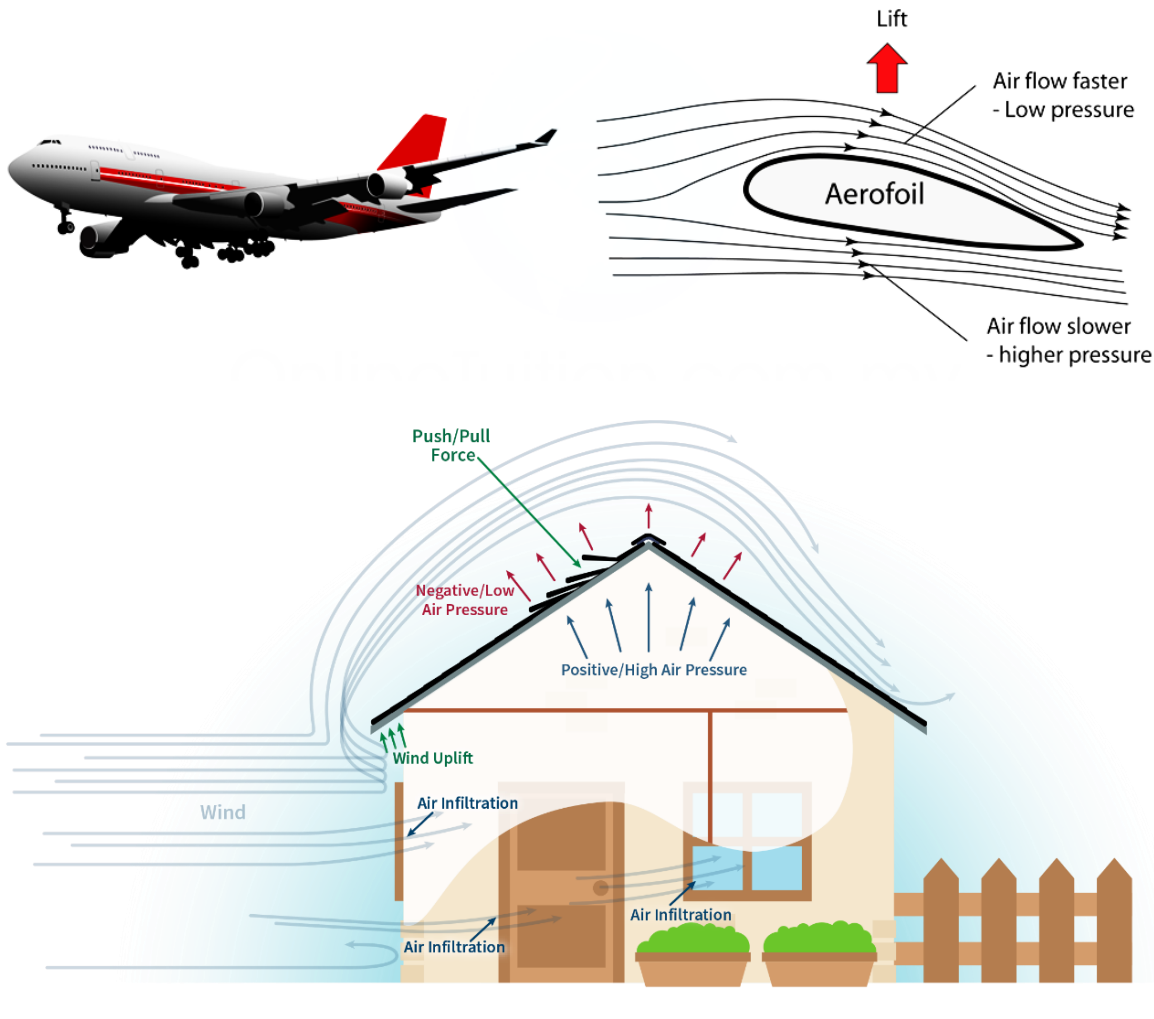 Lift
Air flow faster
- Low pressure
Aerofoil
Air flow slower
- higher pressure
Push/Pull
Force
Negative/Low
Air Pressure
Positive/High Air Pressure
Wind Uplift
Air Infiltration
Wind
Air Infiltration
Air Infiltration